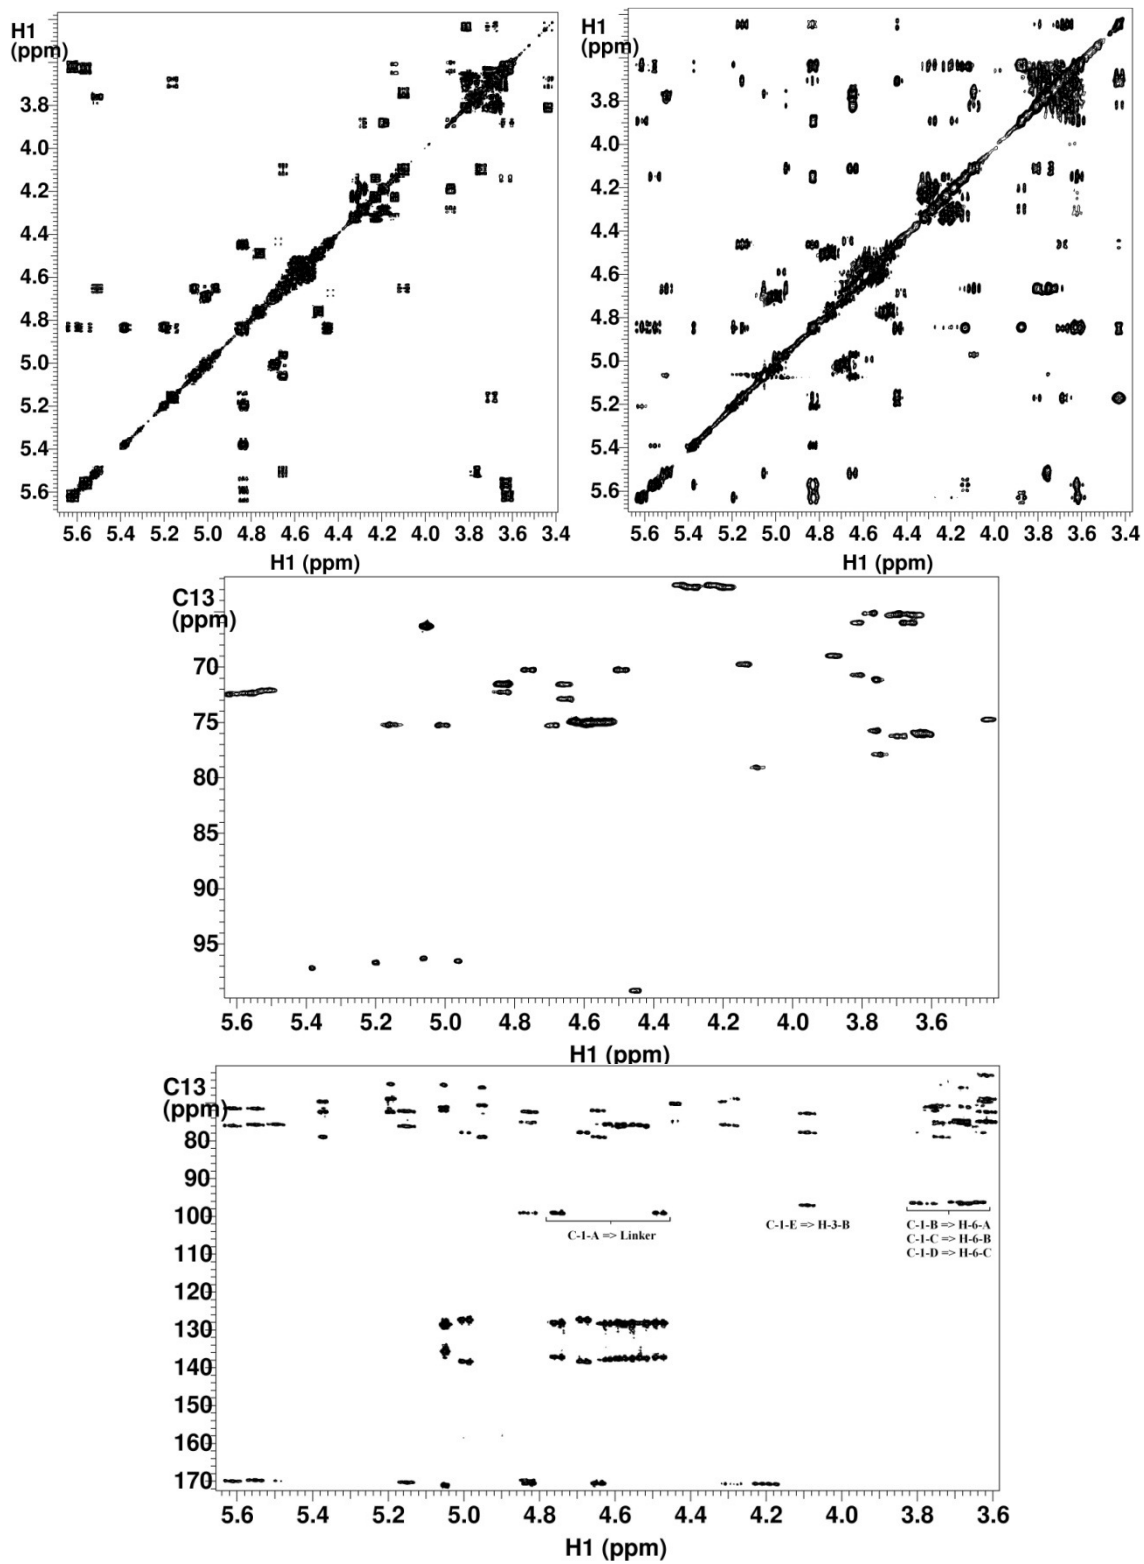 H1
(ppm)
3.8
4.0
4.2
4.4
4.6
4.8
5.0
5.2
5.4
5.6
5.6 5.4 5.2 5.0 4.8 4.6 4.4 4.2 4.0 3.8 3.6 3.4
H1 (ppm)
H1
(ppm)
3.8
4.0
4.2
4.4
4.6
4.8
5.0
5.2
5.4
5.6
5.6 5.4 5.2 5.0 4.8 4.6 4.4 4.2 4.0 3.8 3.6 3.4
H1 (ppm)
C13
(ppm)
70
75
80
85
90
95
5.6 5.4 5.2 5.0 4.8 4.6 4.4 4.2 4.0 3.8 3.6
H1 (ppm)
C13
(ppm)
80
90
100
110
120
130
140
150
160
170
C-1-A => Linker
C-1-E => H-3-B
C-1-B => H-6-A
C-1-C => H-6-B
C-1-D => H-6-C
5.6 5.4 5.2 5.0 4.8 4.6 4.4 4.2 4.0 3.8 3.6
H1 (ppm)